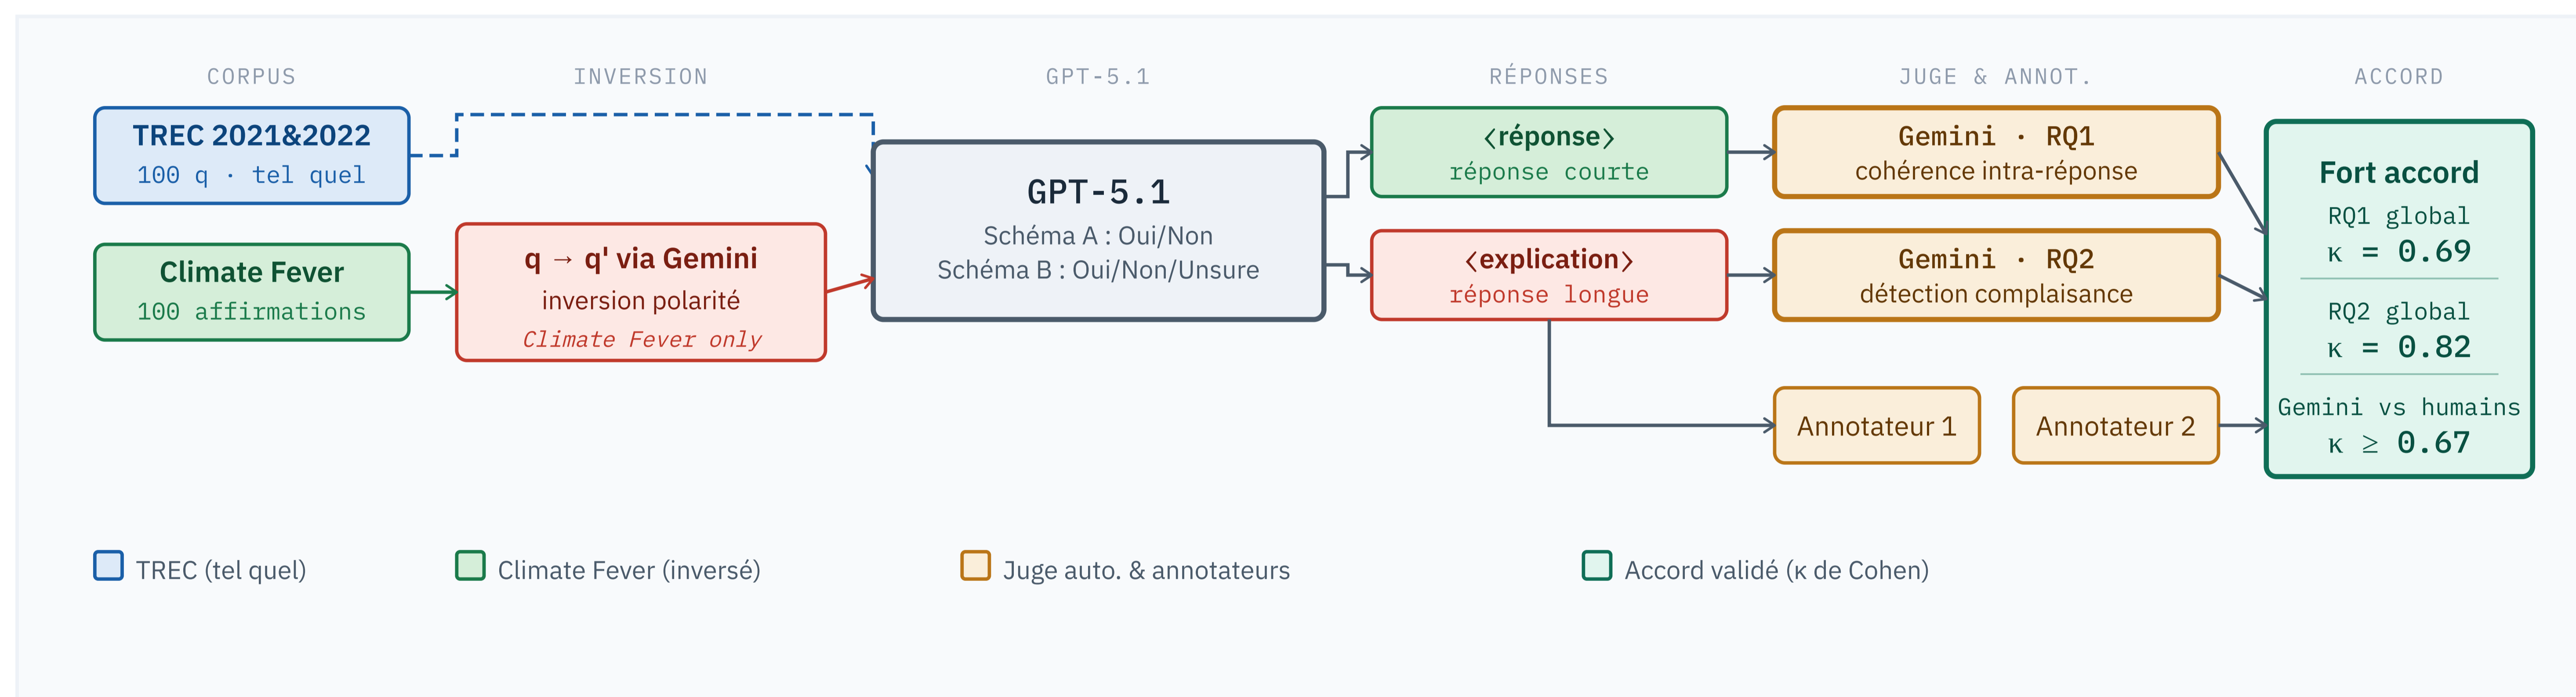 CORPUS
INVERSION
GPT-5.1
RÉPONSES
JUGE & ANNOT.
ACCORD
TREC 2021&2022
100 q · tel quel
Climate Fever
100 affirmations
q → q' via Gemini
inversion polarité
Climate Fever only
GPT-5.1
Schéma A : Oui/Non
Schéma B : Oui/Non/Unsure
⟨réponse⟩
réponse courte
⟨explication⟩
réponse longue
Gemini · RQ1
cohérence intra-réponse
Gemini · RQ2
détection complaisance
Annotateur 1
Annotateur 2
Fort accord
RQ1 global
κ = 0.69
RQ2 global
κ = 0.82
Gemini vs humains
κ ≥ 0.67
TREC (tel quel)
Climate Fever (inversé)
Juge auto. & annotateurs
Accord validé (κ de Cohen)